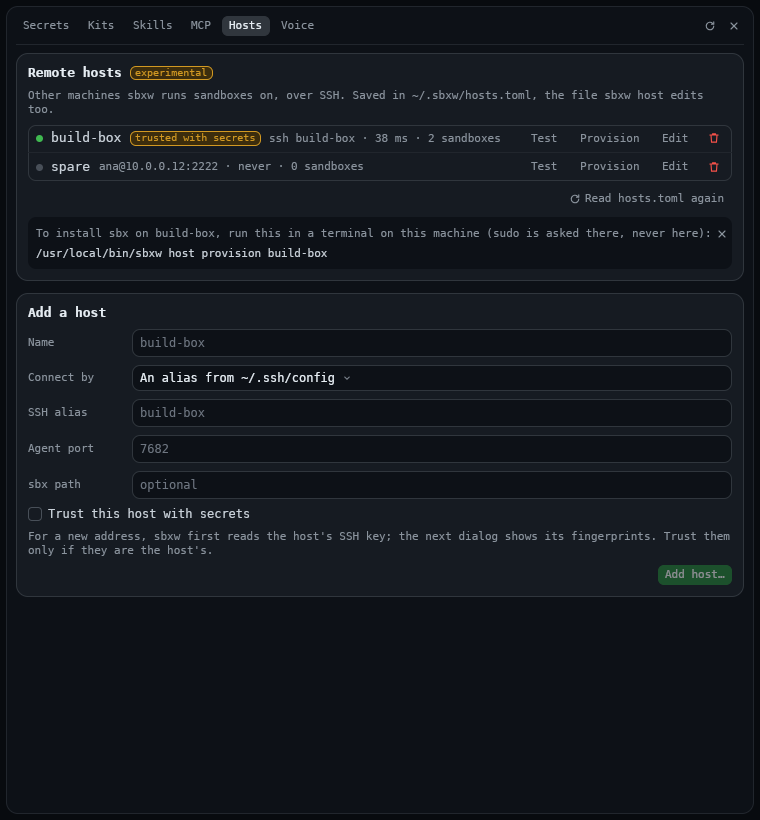 Secrets Kits Skills MCP Hosts Voice
Remote hosts experimental
Other machines sbxw runs sandboxes on, over SSH. Saved in ~/.sbxw/hosts.toml, the file sbxw host edits
too.
build-box trusted with secrets ssh build-box · 38 ms · 2 sandboxes Test Provision Edit
spare ana@10.0.0.12:2222 · never · 0 sandboxes Test Provision Edit
Read hosts.toml again
To install sbx on build-box, run this in a terminal on this machine (sudo is asked there, never here):
/usr/local/bin/sbxw host provision build-box
Add a host
Name build-box
Connect by An alias from ~/.ssh/config
SSH alias build-box
Agent port 7682
sbx path optional
Trust this host with secrets
For a new address, sbxw first reads the host's SSH key; the next dialog shows its fingerprints. Trust them
only if they are the host's.
Add host…